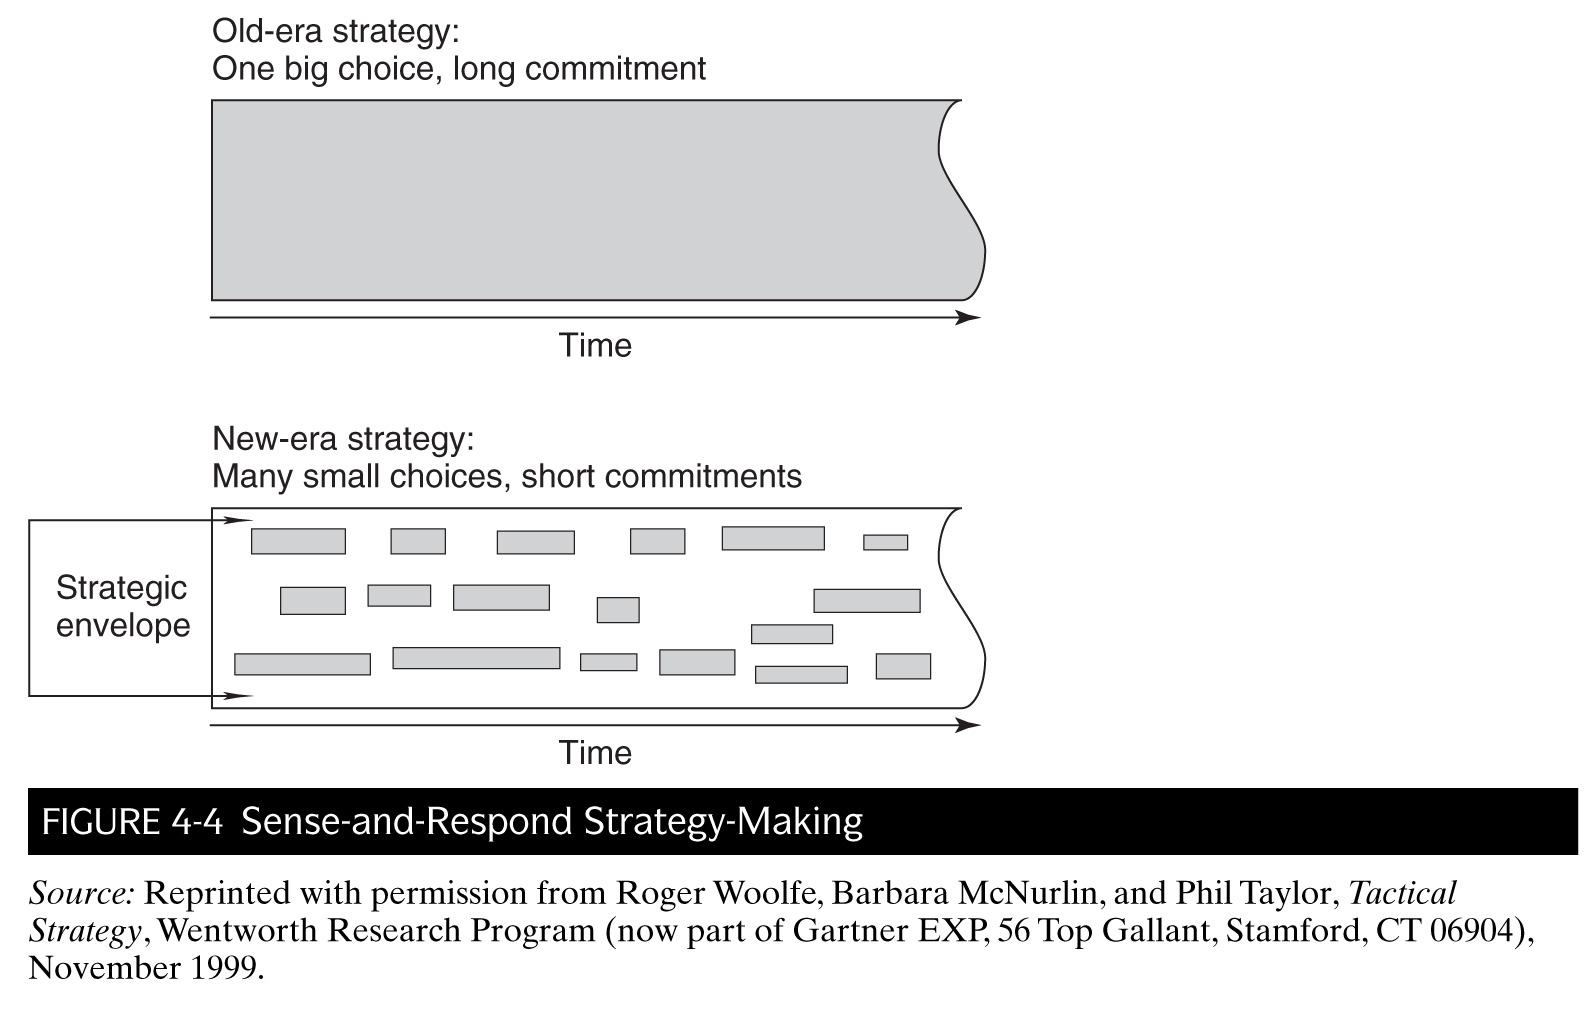 Old-era strategy:
One big choice, long commitment
Time
New-era strategy:
Many small choices, short commitments
Strategic
envelope
Time
FIGURE 4-4 Sense-and-Respond Strategy-Making
Source: Reprinted with permission from Roger Woolfe, Barbara McNurlin, and Phil Taylor, Tactical
Strategy, Wentworth Research Program (now part of Gartner EXP, 56 Top Gallant, Stamford, CT 06904),
November 1999.